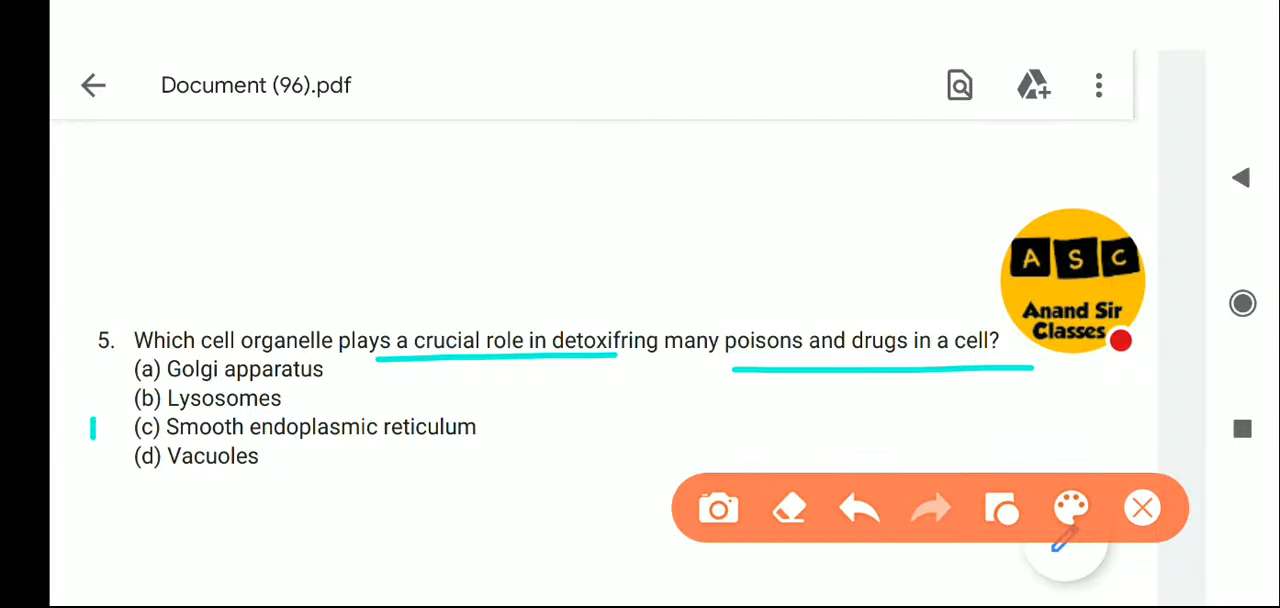 Document (96).pdf
A S C
Anand Sir
Classes
5. Which cell organelle plays a crucial role in detoxifring many poisons and drugs in a cell?
(a) Golgi apparatus
(b) Lysosomes
(c) Smooth endoplasmic reticulum
(d) Vacuoles